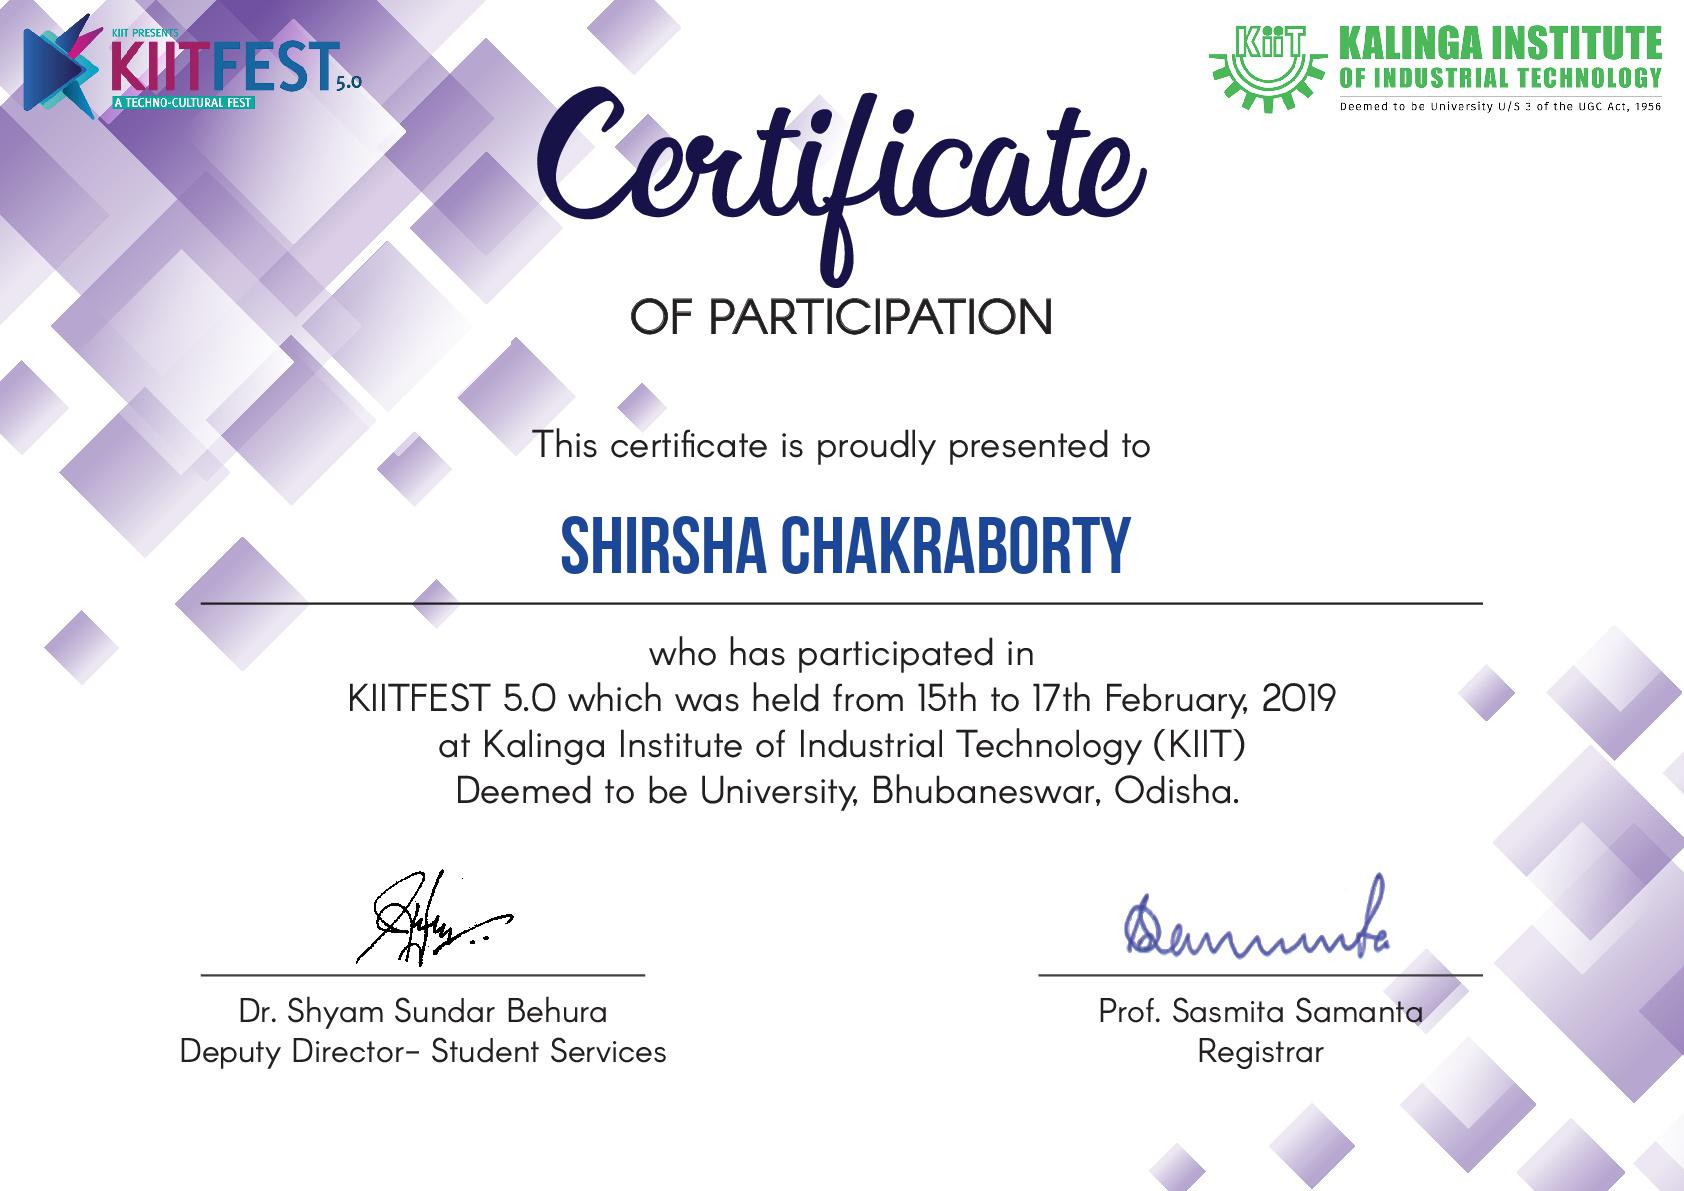 KIIT PRESENTS
KIITFEST 5.0
A TECHNO-CULTURAL FEST
KiiT
KALINGA INSTITUTE
OF INDUSTRIAL TECHNOLOGY
Deemed to be University U/S 3 of the UGC Act, 1956
Certificate
OF PARTICIPATION
This certificate is proudly presented to
SHIRSHA CHAKRABORTY
who has participated in
KIITFEST 5.0 which was held from 15th to 17th February, 2019
at Kalinga Institute of Industrial Technology (KIIT)
Deemed to be University, Bhubaneswar, Odisha.
Dr. Shyam Sundar Behura
Deputy Director- Student Services
Prof. Sasmita Samanta
Registrar